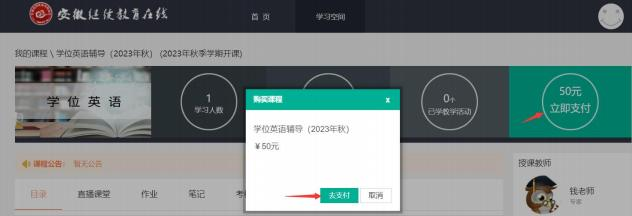 安徽继续教育在线
首 页
学习空间
我的课程 \ 学位英语辅导（2023年秋）（2023年秋季学期开课）
学 位 英 语
1
学习人数
0个
已学教学活动
50元
立即支付
购买课程
x
学位英语辅导（2023年秋）
￥50元
去支付
取消
课程公告：
暂无公告
目录
直播课堂
作业
笔记
授课教师
钱老师
专家